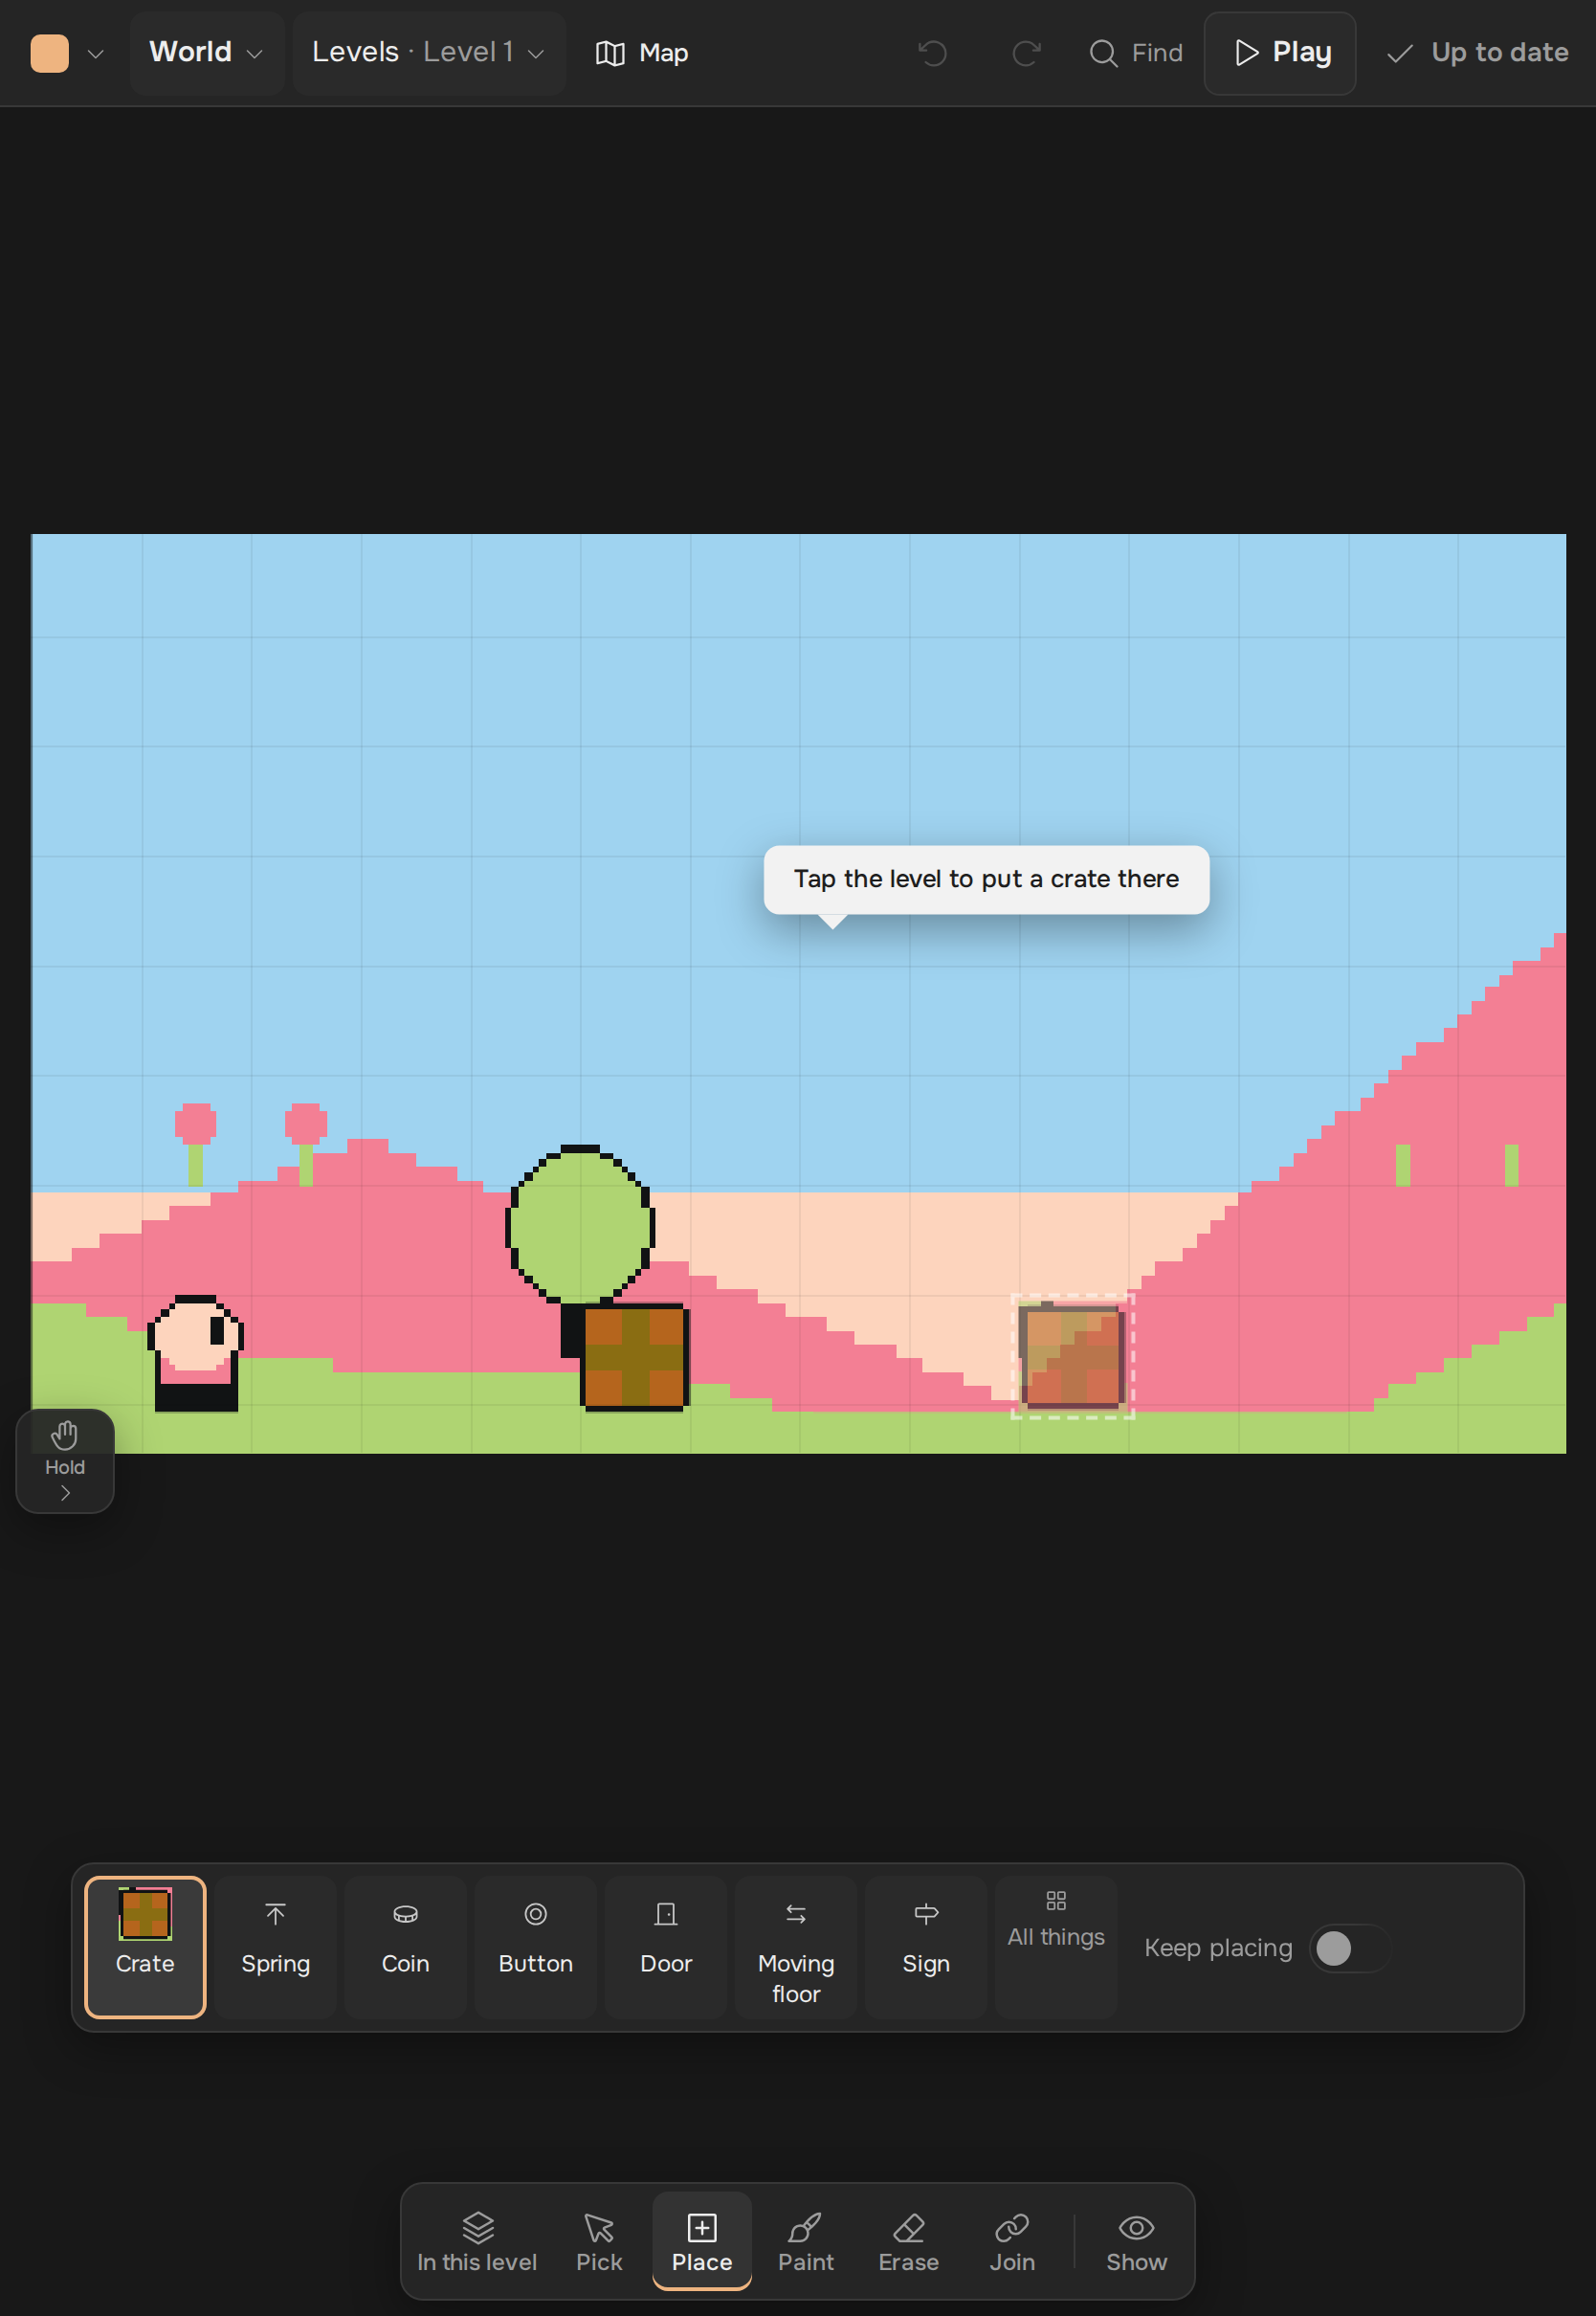 World
Levels · Level 1
Map
Find
Play
Up to date
Tap the level to put a crate there
Hold
Crate
Spring
Coin
Button
Door
Moving
floor
Sign
All things
Keep placing
In this level
Pick
Place
Paint
Erase
Join
Show